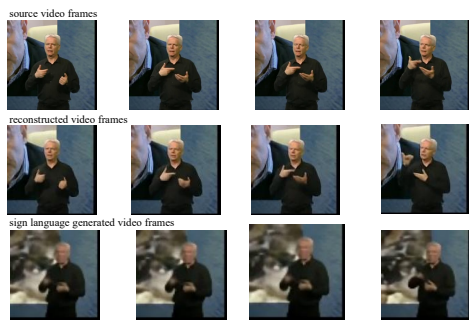 source video frames
reconstructed video frames
sign language generated video frames